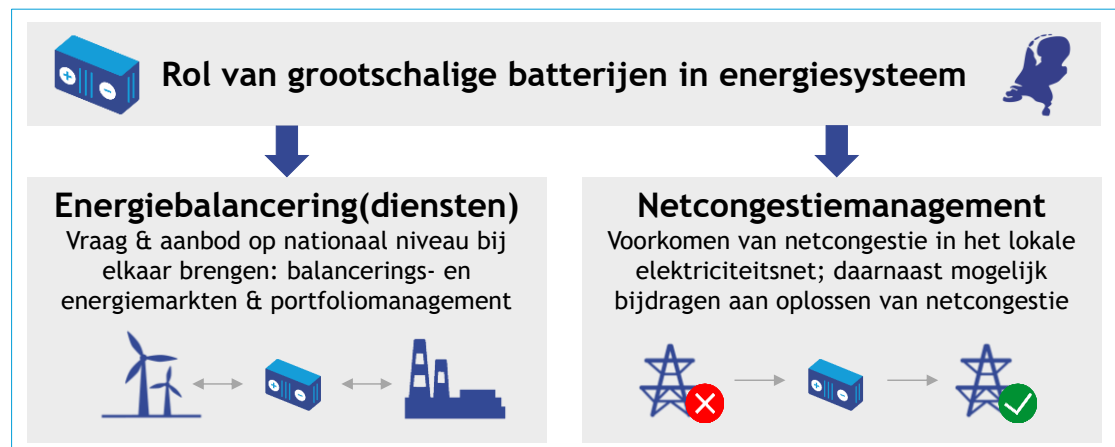 Rol van grootschalige batterijen in energiesysteem
Energiebalancering(diensten)
Vraag & aanbod op nationaal niveau bij
elkaar brengen: balancerings- en
energiemarkten & portfoliomanagement
Netcongestiemanagement
Voorkomen van netcongestie in het lokale
elektriciteitsnet; daarnaast mogelijk
bijdragen aan oplossen van netcongestie